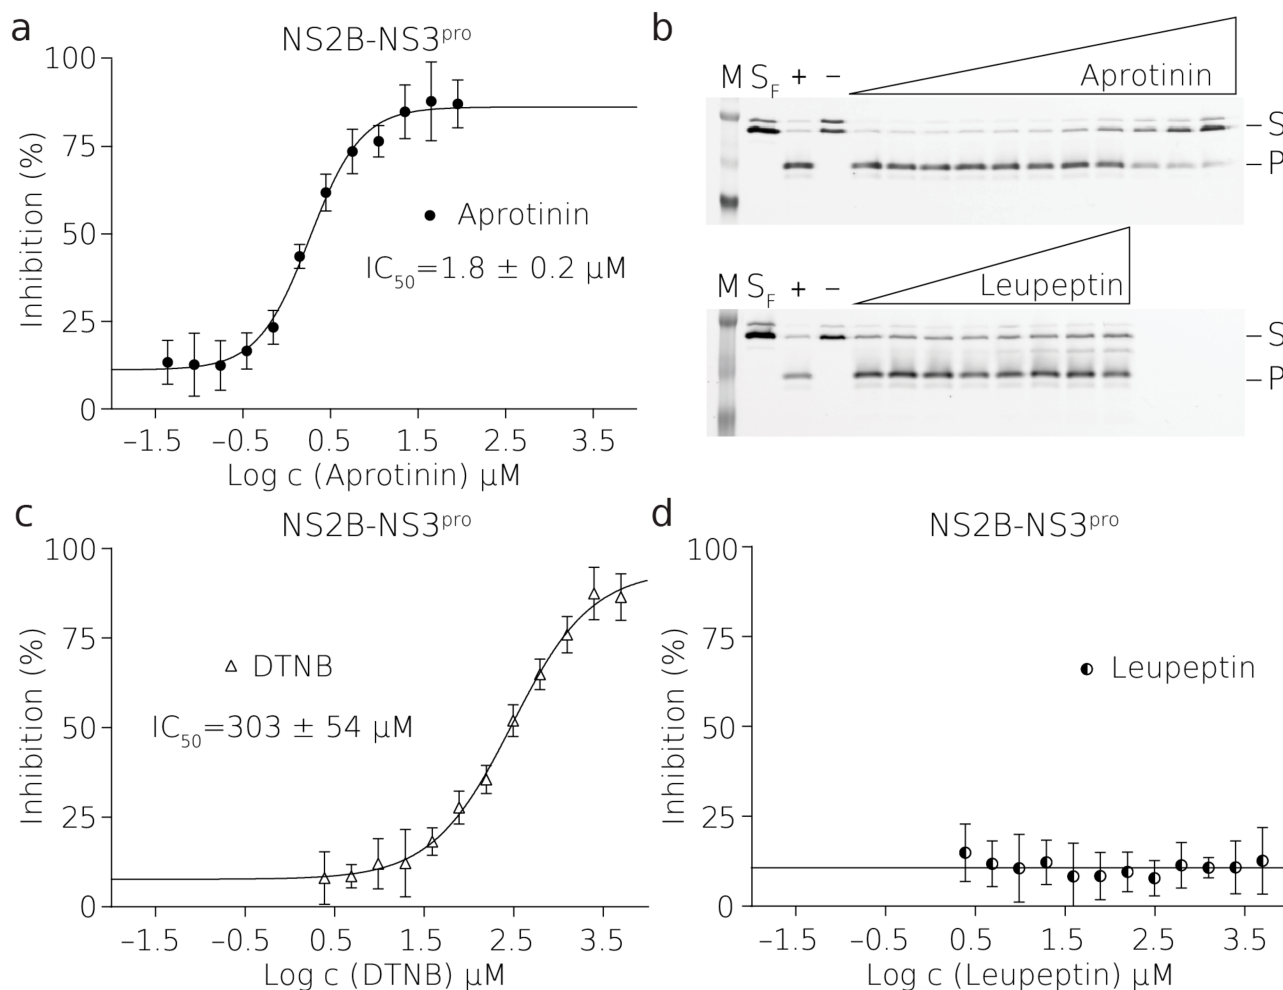 a
NS2B-NS3pro
100
75
50
25
0
Inhibition (%)
Aprotinin
IC50=1.8 ± 0.2 µM
−1.5 −0.5 0.5 1.5 2.5 3.5
Log c (Aprotinin) µM
b
M SF + − Aprotinin
S
P
M SF + − Leupeptin
S
P
c
NS2B-NS3pro
100
75
50
25
0
Inhibition (%)
DTNB
IC50=303 ± 54 µM
−1.5 −0.5 0.5 1.5 2.5 3.5
Log c (DTNB) µM
d
NS2B-NS3pro
100
75
50
25
0
Inhibition (%)
Leupeptin
−1.5 −0.5 0.5 1.5 2.5 3.5
Log c (Leupeptin) µM